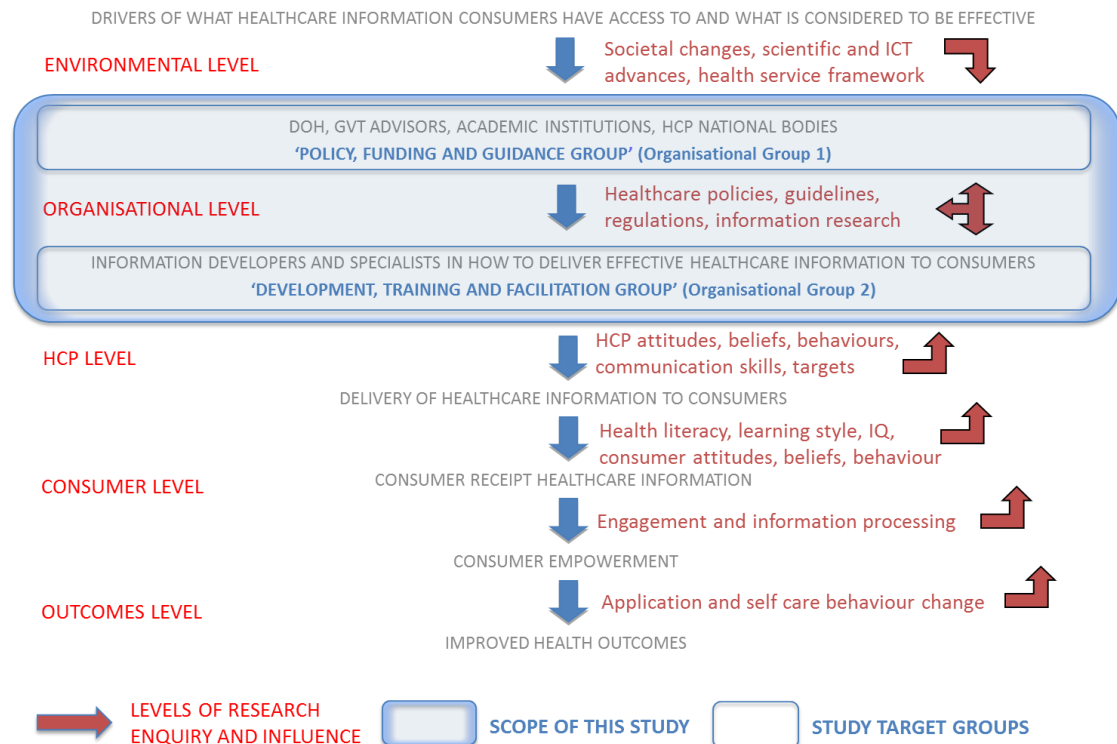 DRIVERS OF WHAT HEALTHCARE INFORMATION CONSUMERS HAVE ACCESS TO AND WHAT IS CONSIDERED TO BE EFFECTIVE
ENVIRONMENTAL LEVEL
Societal changes, scientific and ICT
advances, health service framework
DOH, GVT ADVISORS, ACADEMIC INSTITUTIONS, HCP NATIONAL BODIES
‘POLICY, FUNDING AND GUIDANCE GROUP’ (Organisational Group 1)
ORGANISATIONAL LEVEL
Healthcare policies, guidelines,
regulations, information research
INFORMATION DEVELOPERS AND SPECIALISTS IN HOW TO DELIVER EFFECTIVE HEALTHCARE INFORMATION TO CONSUMERS
‘DEVELOPMENT, TRAINING AND FACILITATION GROUP’ (Organisational Group 2)
HCP LEVEL
HCP attitudes, beliefs, behaviours,
communication skills, targets
DELIVERY OF HEALTHCARE INFORMATION TO CONSUMERS
Health literacy, learning style, IQ,
consumer attitudes, beliefs, behaviour
CONSUMER LEVEL
CONSUMER RECEIPT HEALTHCARE INFORMATION
Engagement and information processing
CONSUMER EMPOWERMENT
OUTCOMES LEVEL
Application and self care behaviour change
IMPROVED HEALTH OUTCOMES
LEVELS OF RESEARCH
ENQUIRY AND INFLUENCE
SCOPE OF THIS STUDY
STUDY TARGET GROUPS